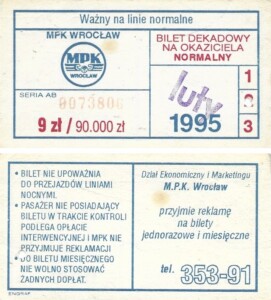 Ważny na linie normalne
MPK WROCŁAW
MPK
WROCŁAW
SERIA AB
0073806
9 zł / 90.000 zł
BILET DEKADOWY
NA OKAZICIELA
NORMALNY
luty
1995
1
2
3
• BILET NIE UPOWAŻNIA
DO PRZEJAZDÓW LINIAMI
NOCNYMI.
• PASAŻER NIE POSIADAJĄCY
BILETU W TRAKCIE KONTROLI
PODLEGA OPŁACIE
INTERWENCYJNEJ I MPK NIE
PRZYJMUJE REKLAMACJI
• DO BILETU MIESIĘCZNEGO
NIE WOLNO STOSOWAĆ
ŻADNYCH DOPŁAT.
Dział Ekonomiczny i Marketingu
M.P.K. Wrocław
przyjmie reklamę
na bilety
jednorazowe i miesięczne
tel. 353-91